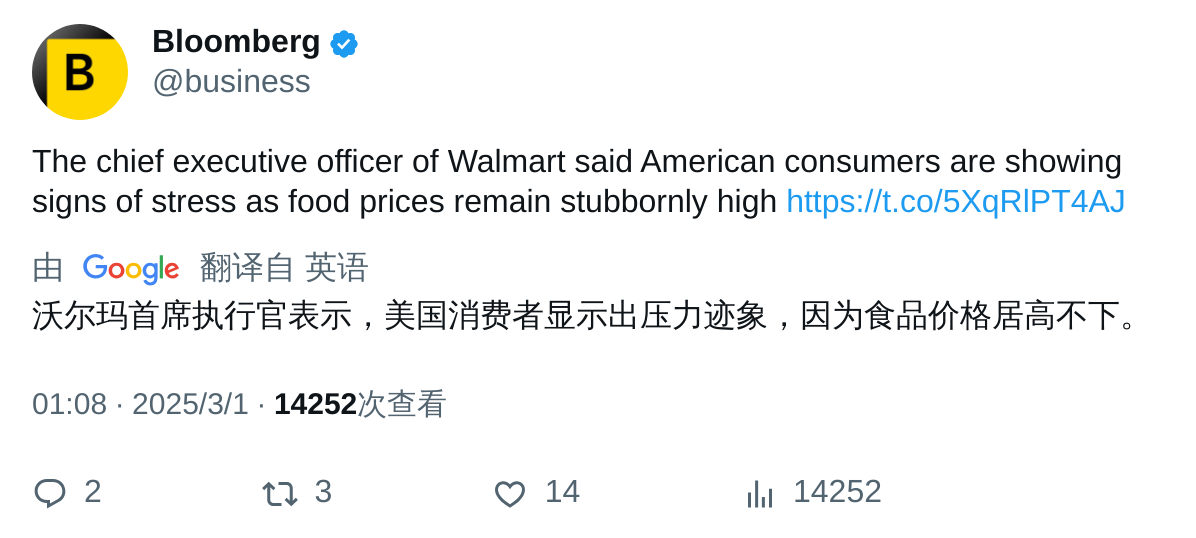 B
Bloomberg
@business
The chief executive officer of Walmart said American consumers are showing
signs of stress as food prices remain stubbornly high https://t.co/5XqRlPT4AJ
由 Google 翻译自 英语
沃尔玛首席执行官表示，美国消费者显示出压力迹象，因为食品价格居高不下。
01:08 · 2025/3/1 · 14252次查看
2 3 14 14252